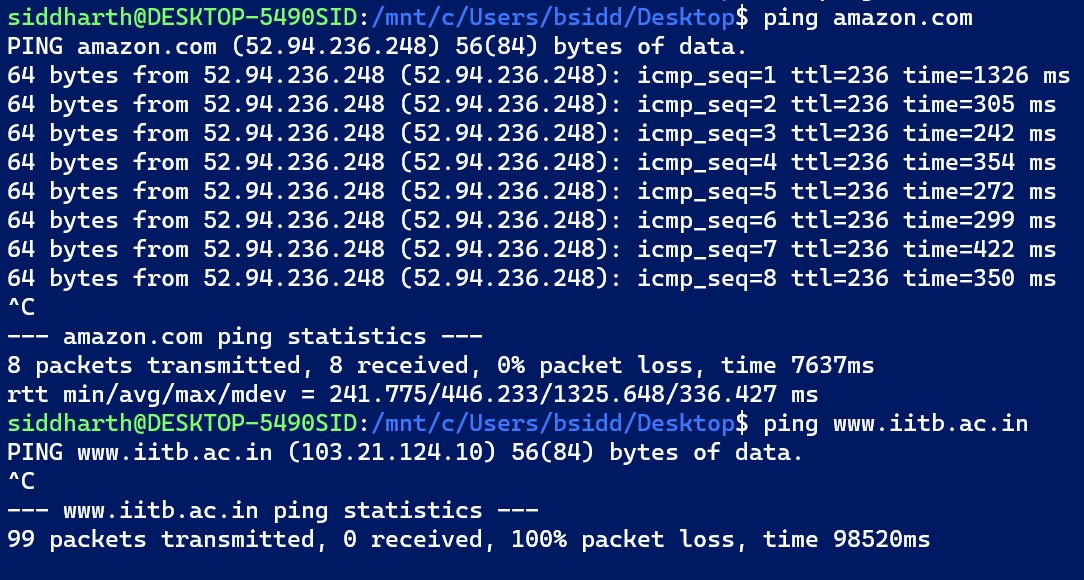 siddharth@DESKTOP-5490SID:/mnt/c/Users/bsidd/Desktop$ ping amazon.com
PING amazon.com (52.94.236.248) 56(84) bytes of data.
64 bytes from 52.94.236.248 (52.94.236.248): icmp_seq=1 ttl=236 time=1326 ms
64 bytes from 52.94.236.248 (52.94.236.248): icmp_seq=2 ttl=236 time=305 ms
64 bytes from 52.94.236.248 (52.94.236.248): icmp_seq=3 ttl=236 time=242 ms
64 bytes from 52.94.236.248 (52.94.236.248): icmp_seq=4 ttl=236 time=354 ms
64 bytes from 52.94.236.248 (52.94.236.248): icmp_seq=5 ttl=236 time=272 ms
64 bytes from 52.94.236.248 (52.94.236.248): icmp_seq=6 ttl=236 time=299 ms
64 bytes from 52.94.236.248 (52.94.236.248): icmp_seq=7 ttl=236 time=422 ms
64 bytes from 52.94.236.248 (52.94.236.248): icmp_seq=8 ttl=236 time=350 ms
^C
--- amazon.com ping statistics ---
8 packets transmitted, 8 received, 0% packet loss, time 7637ms
rtt min/avg/max/mdev = 241.775/446.233/1325.648/336.427 ms
siddharth@DESKTOP-5490SID:/mnt/c/Users/bsidd/Desktop$ ping www.iitb.ac.in
PING www.iitb.ac.in (103.21.124.10) 56(84) bytes of data.
^C
--- www.iitb.ac.in ping statistics ---
99 packets transmitted, 0 received, 100% packet loss, time 98520ms